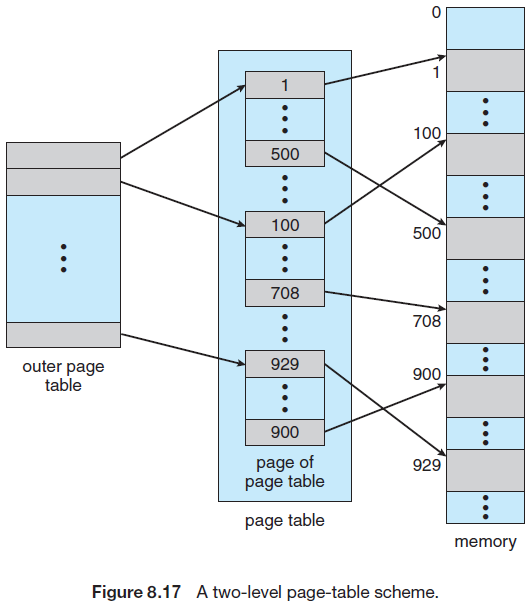 0
1
100
500
708
900
929
memory
1
500
100
708
929
900
page of
page table
page table
outer page
table
Figure 8.17 A two-level page-table scheme.